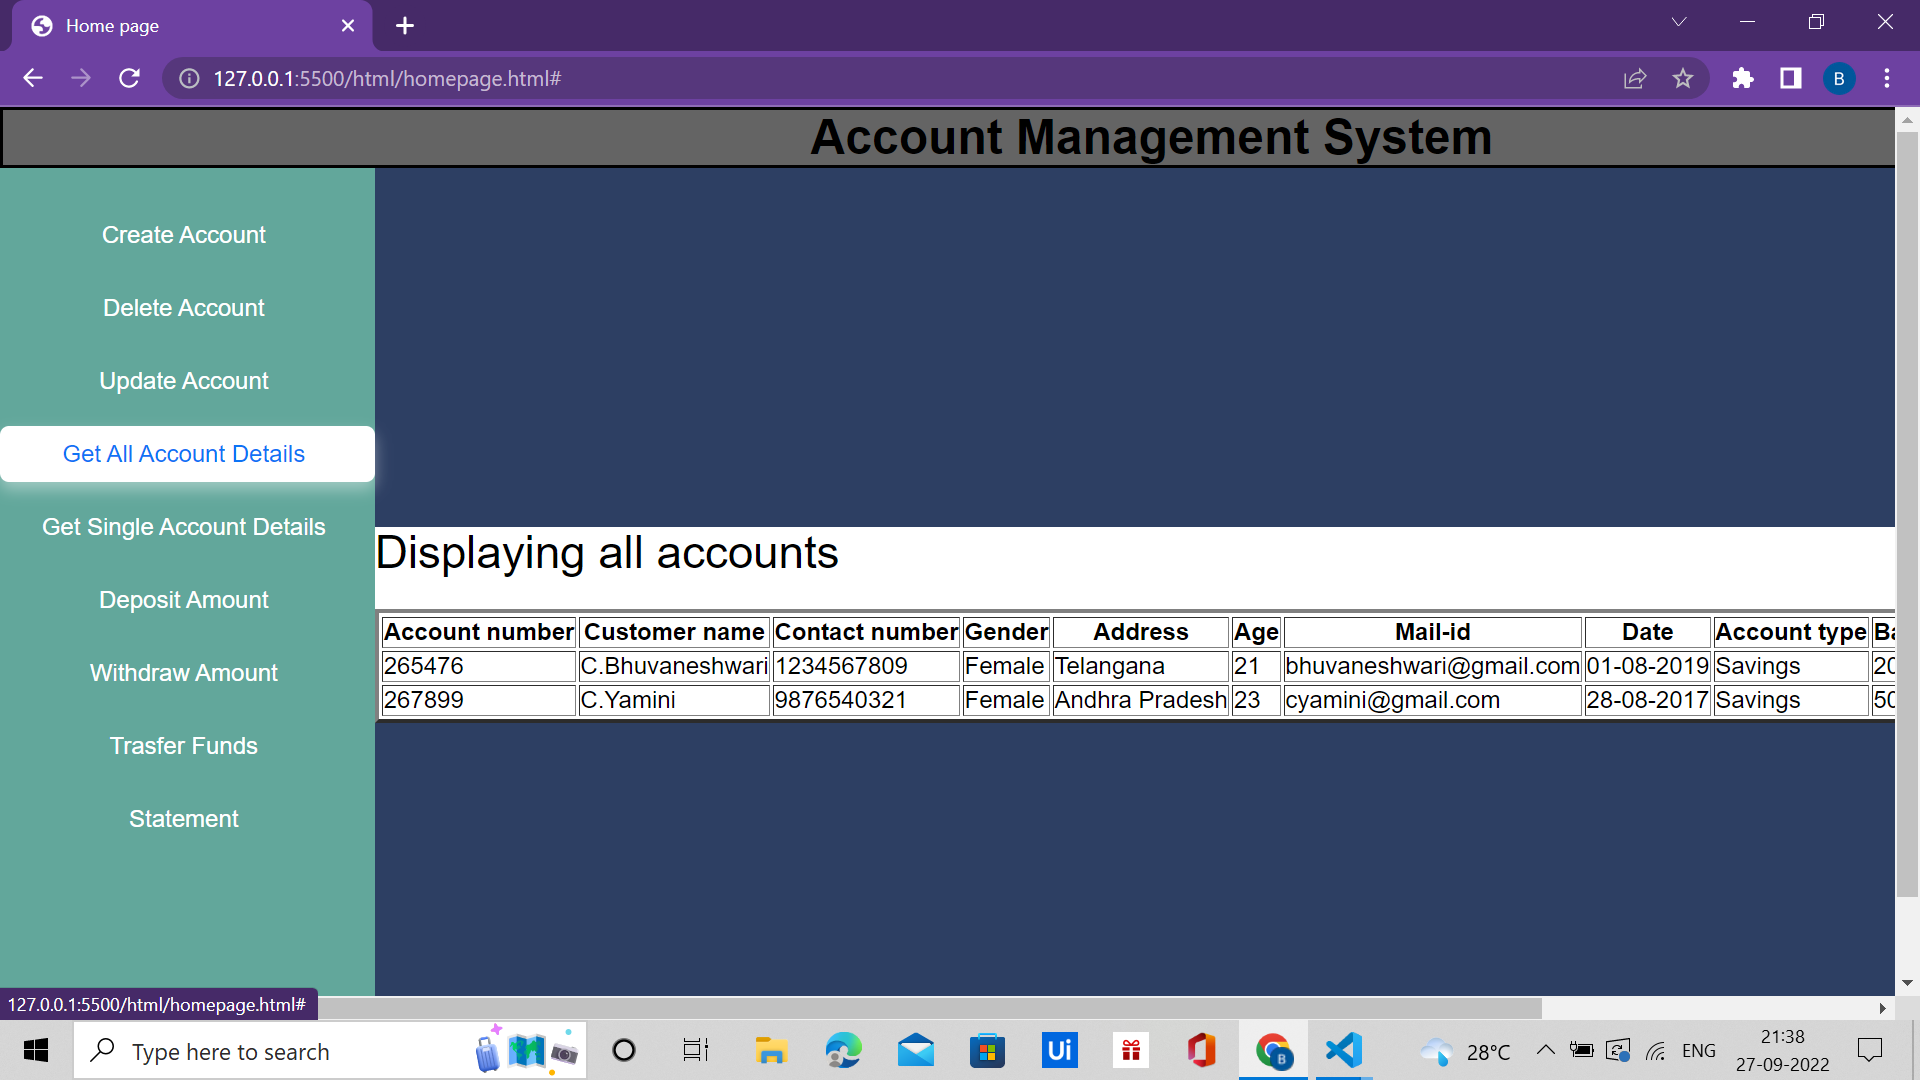 Home page
127.0.0.1:5500/html/homepage.html#
B
Account Management System
Create Account
Delete Account
Update Account
Get All Account Details
Get Single Account Details
Deposit Amount
Withdraw Amount
Trasfer Funds
Statement
Displaying all accounts
Account number Customer name Contact number Gender Address Age Mail-id Date Account type
265476 C.Bhuvaneshwari 1234567809 Female Telangana 21 bhuvaneshwari@gmail.com 01-08-2019 Savings
267899 C.Yamini 9876540321 Female Andhra Pradesh 23 cyamini@gmail.com 28-08-2017 Savings
127.0.0.1:5500/html/homepage.html#
Type here to search
Ui
B
28°C
ENG
21:38
27-09-2022